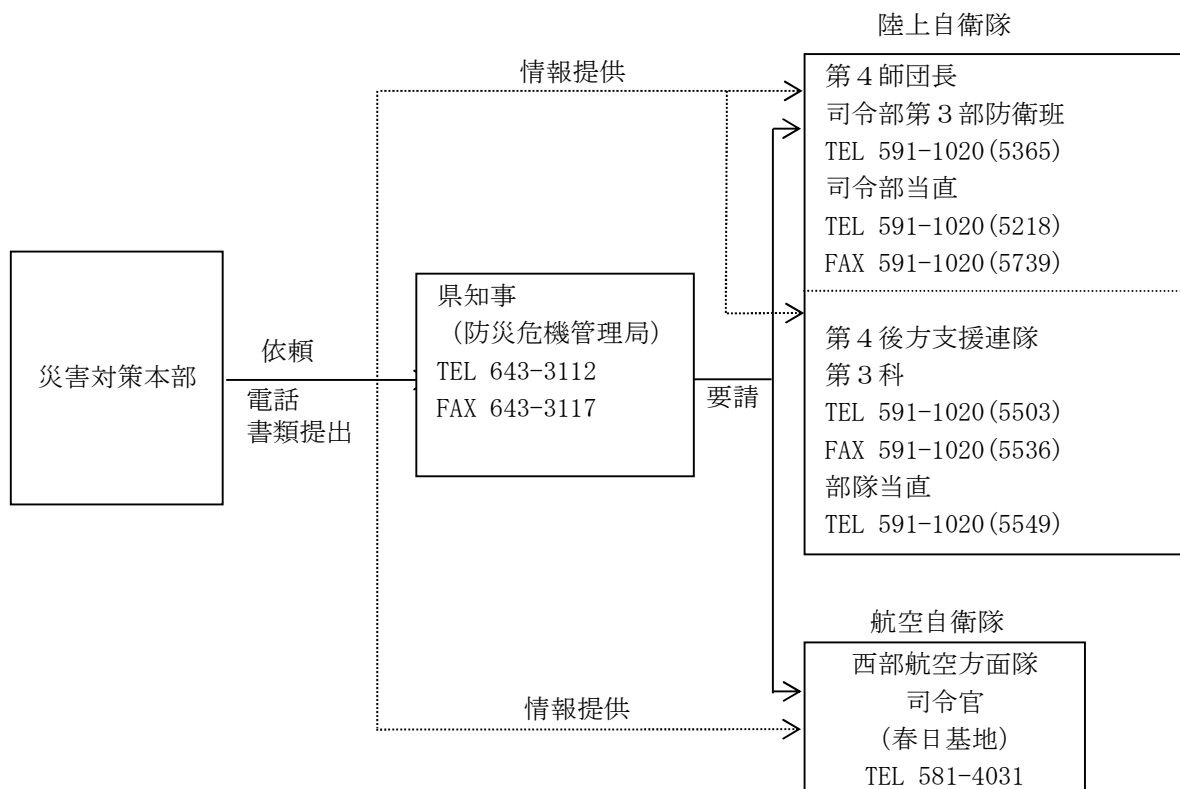 陸上自衛隊
情報提供
第４師団長
司令部第３部防衛班
TEL 591-1020(5365)
司令部当直
TEL 591-1020(5218)
FAX 591-1020(5739)
災害対策本部
依頼
電話
書類提出
県知事
（防災危機管理局）
TEL 643-3112
FAX 643-3117
要請
第４後方支援連隊
第３科
TEL 591-1020(5503)
FAX 591-1020(5536)
部隊当直
TEL 591-1020(5549)
航空自衛隊
情報提供
西部航空方面隊
司令官
(春日基地)
TEL 581-4031